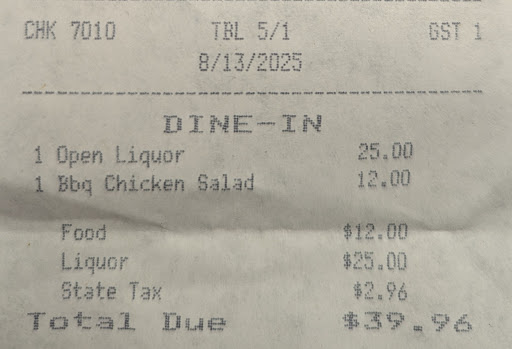 CHK 7010 TBL 5/1 GST 1
8/13/2025
DINE-IN
1 Open Liquor 25.00
1 Bbq Chicken Salad 12.00
Food $12.00
Liquor $25.00
State Tax $2.96
Total Due $39.96